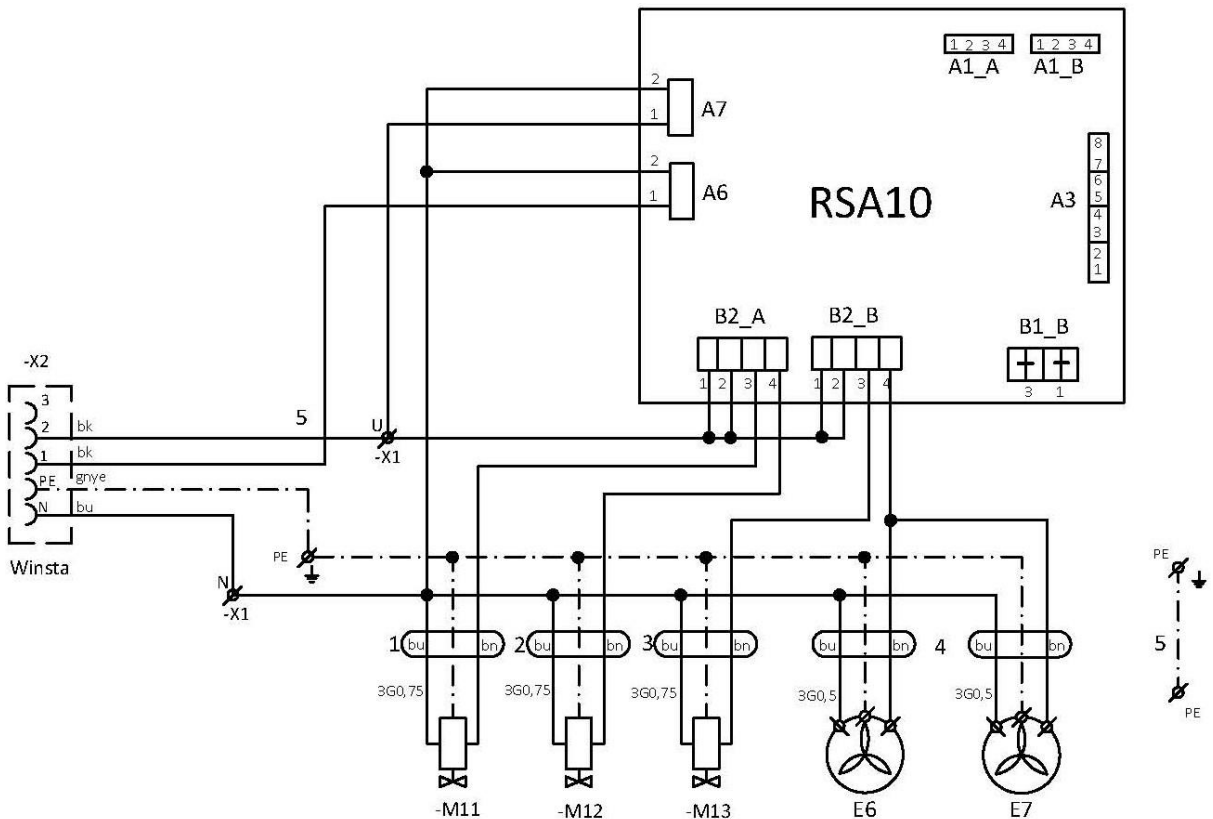 1 2 3 4
1 2 3 4
A1_A
A1_B
2
1
A7
2
1
A6
RSA10
A3
8
7
6
5
4
3
2
1
B2_A
B2_B
B1_B
1
2
3
4
1
2
3
4
3
1
-X2
3
2
bk
5
U
-X1
1
bk
PE
gnye
N
bu
Winsta
PE
N
-X1
PE
1
bu
bn
2
bu
bn
3
bu
bn
bu
bn
4
bu
bn
5
3G0,75
3G0,75
3G0,75
3G0,5
3G0,5
PE
-M11
-M12
-M13
E6
E7